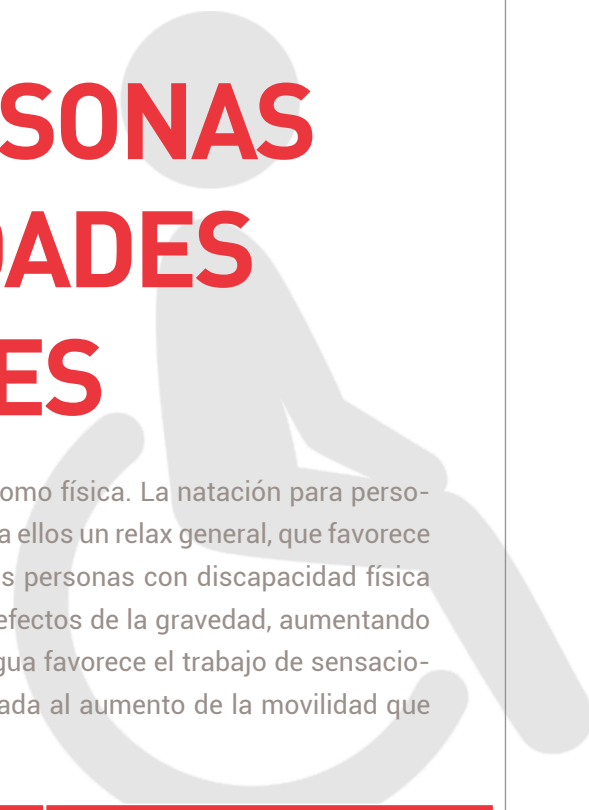 SONAS
DADES
ES
omo física. La natación para perso-
a ellos un relax general, que favorece
s personas con discapacidad física
efectos de la gravedad, aumentando
gua favorece el trabajo de sensacio-
ada al aumento de la movilidad que